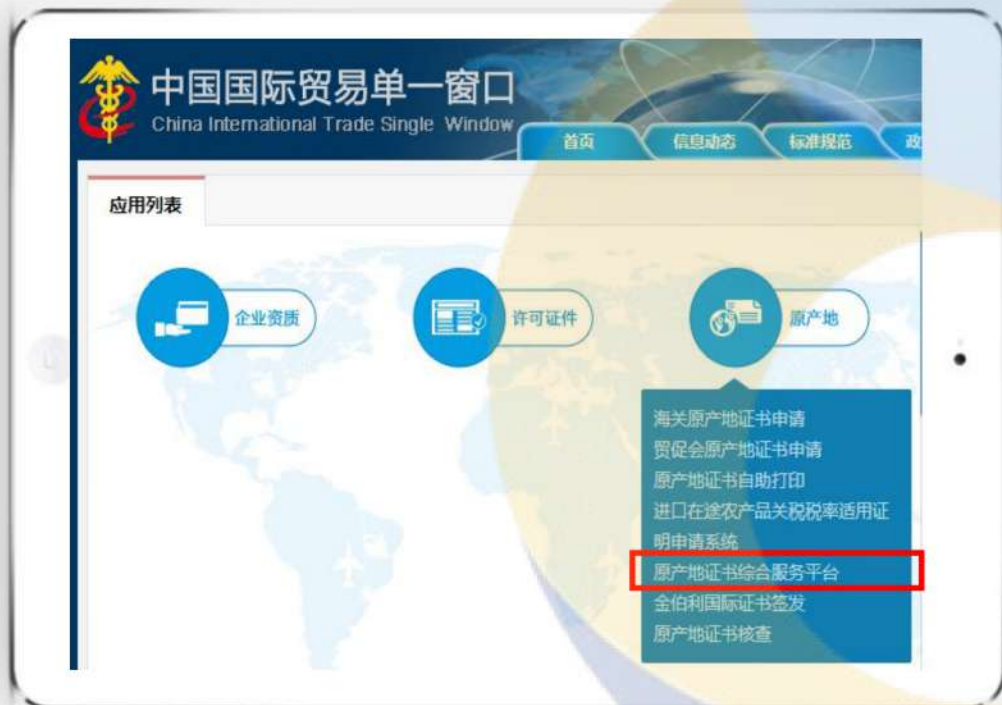 中国国际贸易单一窗口
China International Trade Single Window
首页
信息动态
标准规范
政
应用列表
企业资质
许可证件
原产地
海关原产地证书申请
贸促会原产地证书申请
原产地证书自助打印
进口在途农产品关税税率适用证
明申请系统
原产地证书综合服务平台
金伯利国际证书签发
原产地证书核查